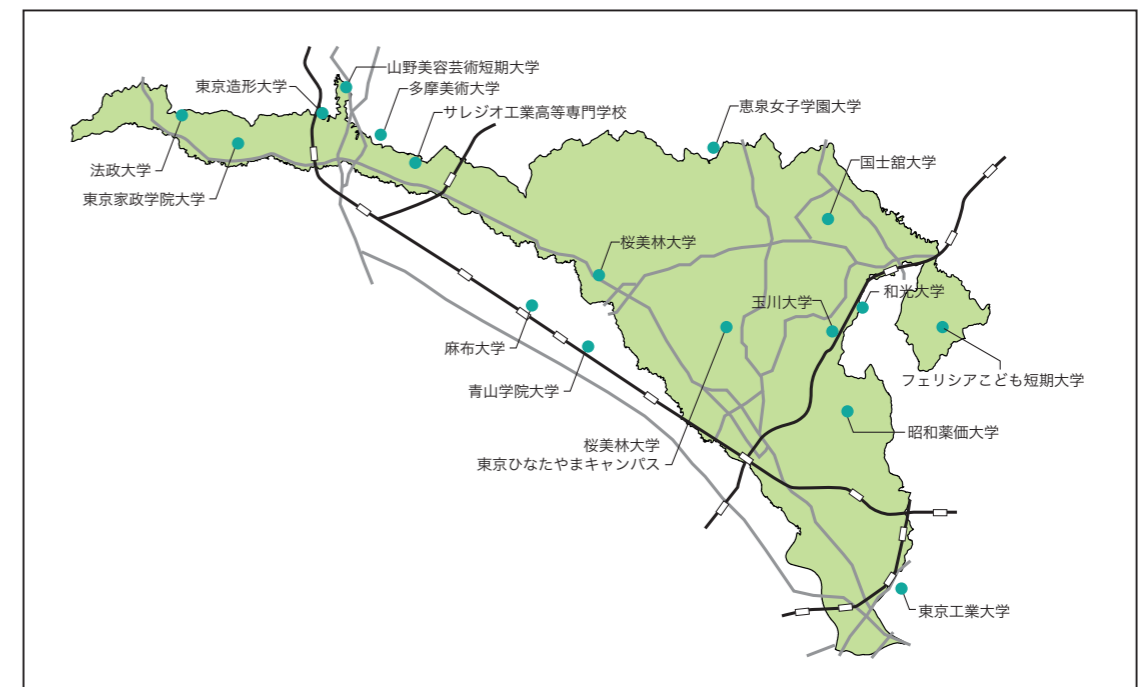 山野美容芸術短期大学
東京造形大学
多摩美術大学
サレジオ工業高等専門学校
恵泉女子学園大学
法政大学
国士舘大学
東京家政学院大学
桜美林大学
和光大学
玉川大学
麻布大学
フェリシアこども短期大学
青山学院大学
昭和薬価大学
桜美林大学
東京ひなたやまキャンパス
東京工業大学